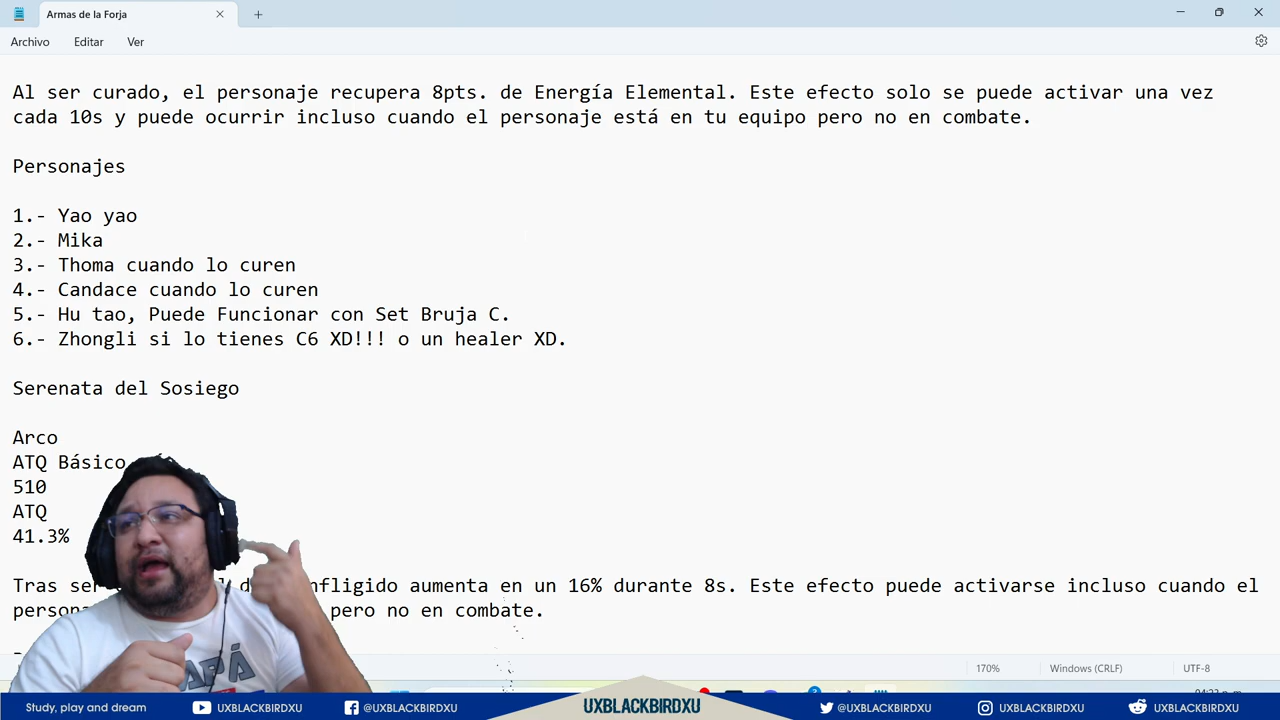 Armas de la Forja
Archivo Editar Ver
Al ser curado, el personaje recupera 8pts. de Energía Elemental. Este efecto solo se puede activar una vez
cada 10s y puede ocurrir incluso cuando el personaje está en tu equipo pero no en combate.
Personajes
1.- Yao yao
2.- Mika
3.- Thoma cuando lo curen
4.- Candace cuando lo curen
5.- Hu tao, Puede Funcionar con Set Bruja C.
6.- Zhongli si lo tienes C6 XD!!! o un healer XD.
Serenata del Sosiego
Arco
ATQ Básico
510
ATQ
41.3%
Tras ser infligido aumenta en un 16% durante 8s. Este efecto puede activarse incluso cuando el
pero no en combate.
APÁ
170% Windows (CRLF) UTF-8
Study, play and dream UXBLACKBIRDXU @UXBLACKBIRDXU UXBLACKBIRDXU @UXBLACKBIRDXU UXBLACKBIRDXU UXBLACKBIRDXU